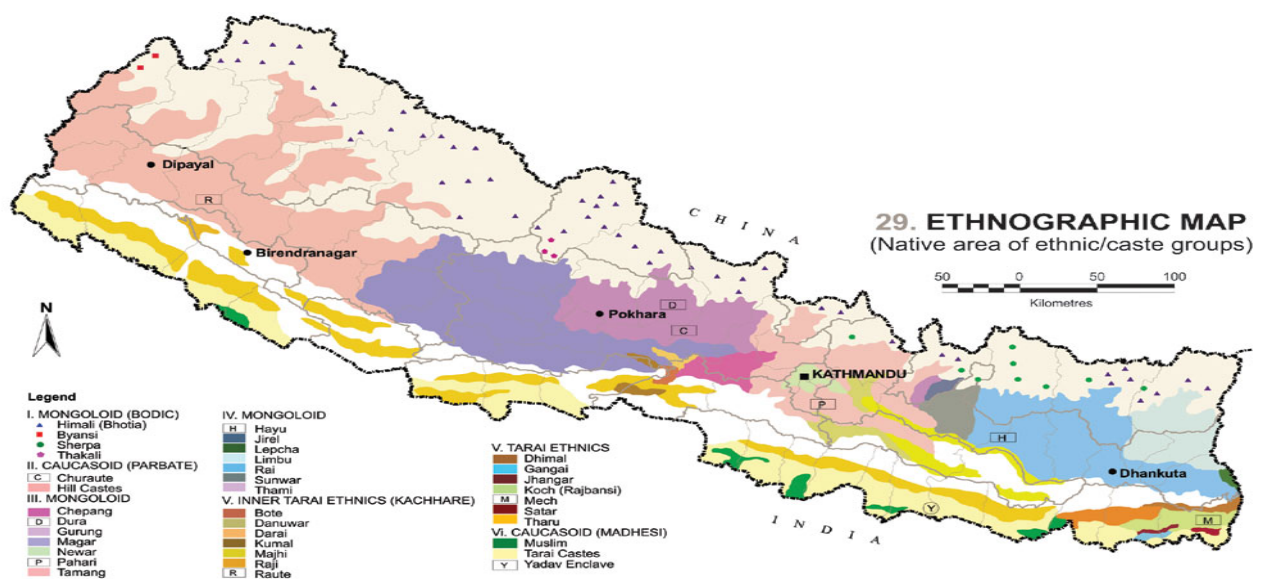 Dipayal
R
Birendranagar
CHINA
29. ETHNOGRAPHIC MAP
(Native area of ethnic/caste groups)
50 0 60 100
Kilometres
N
D
Pokhara
C
KATHMANDU
P
H
Dhankuta
Y
M
INDIA
Legend
I. MONGOLOID (BODIC)
Himali (Bhotia)
Byansi
Sherpa
Thakali
II. CAUCASOID (PARBATE)
C Churaute
Hill Castes
III. MONGOLOID
Chepang
D Dura
Gurung
Magar
Newar
P Pahari
Tamang
IV. MONGOLOID
H Hayu
Jirel
Lepcha
Limbu
Rai
Sunwar
Thami
V. INNER TARAI ETHNICS (KACHHARE)
Bote
Danuwar
Darai
Kumal
Majhi
Raji
R Raute
V. TARAI ETHNICS
Dhimal
Gangai
Jhangar
Koch (Rajbansi)
M Mech
Satar
Tharu
Vi. CAUCASOID (MADHESI)
Muslim
Tarai Castes
Y Yadav Enclave